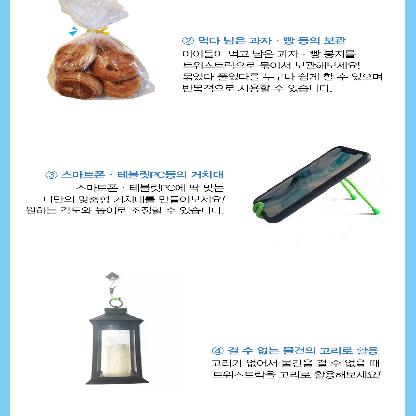 ② 먹다 남은 과자 · 빵 등의 보관
아이들이 먹고 남은 과자 · 빵 봉지를
트위스트락으로 묶어서 보관해보세요!
묶었다 풀었다를 누구나 쉽게 할 수 있으며
반복적으로 사용할 수 있습니다.
③ 스마트폰 · 테블릿PC등의 거치대
스마트폰 · 테블릿PC에 딱 맞는
나만의 맞춤형 거치대를 만들어보세요!
원하는 각도와 높이로 조정할 수 있습니다.
④ 걸 수 없는 물건의 고리로 활용
고리가 없어서 물건을 걸 수 없을 때
트위스트락을 고리로 활용해보세요!